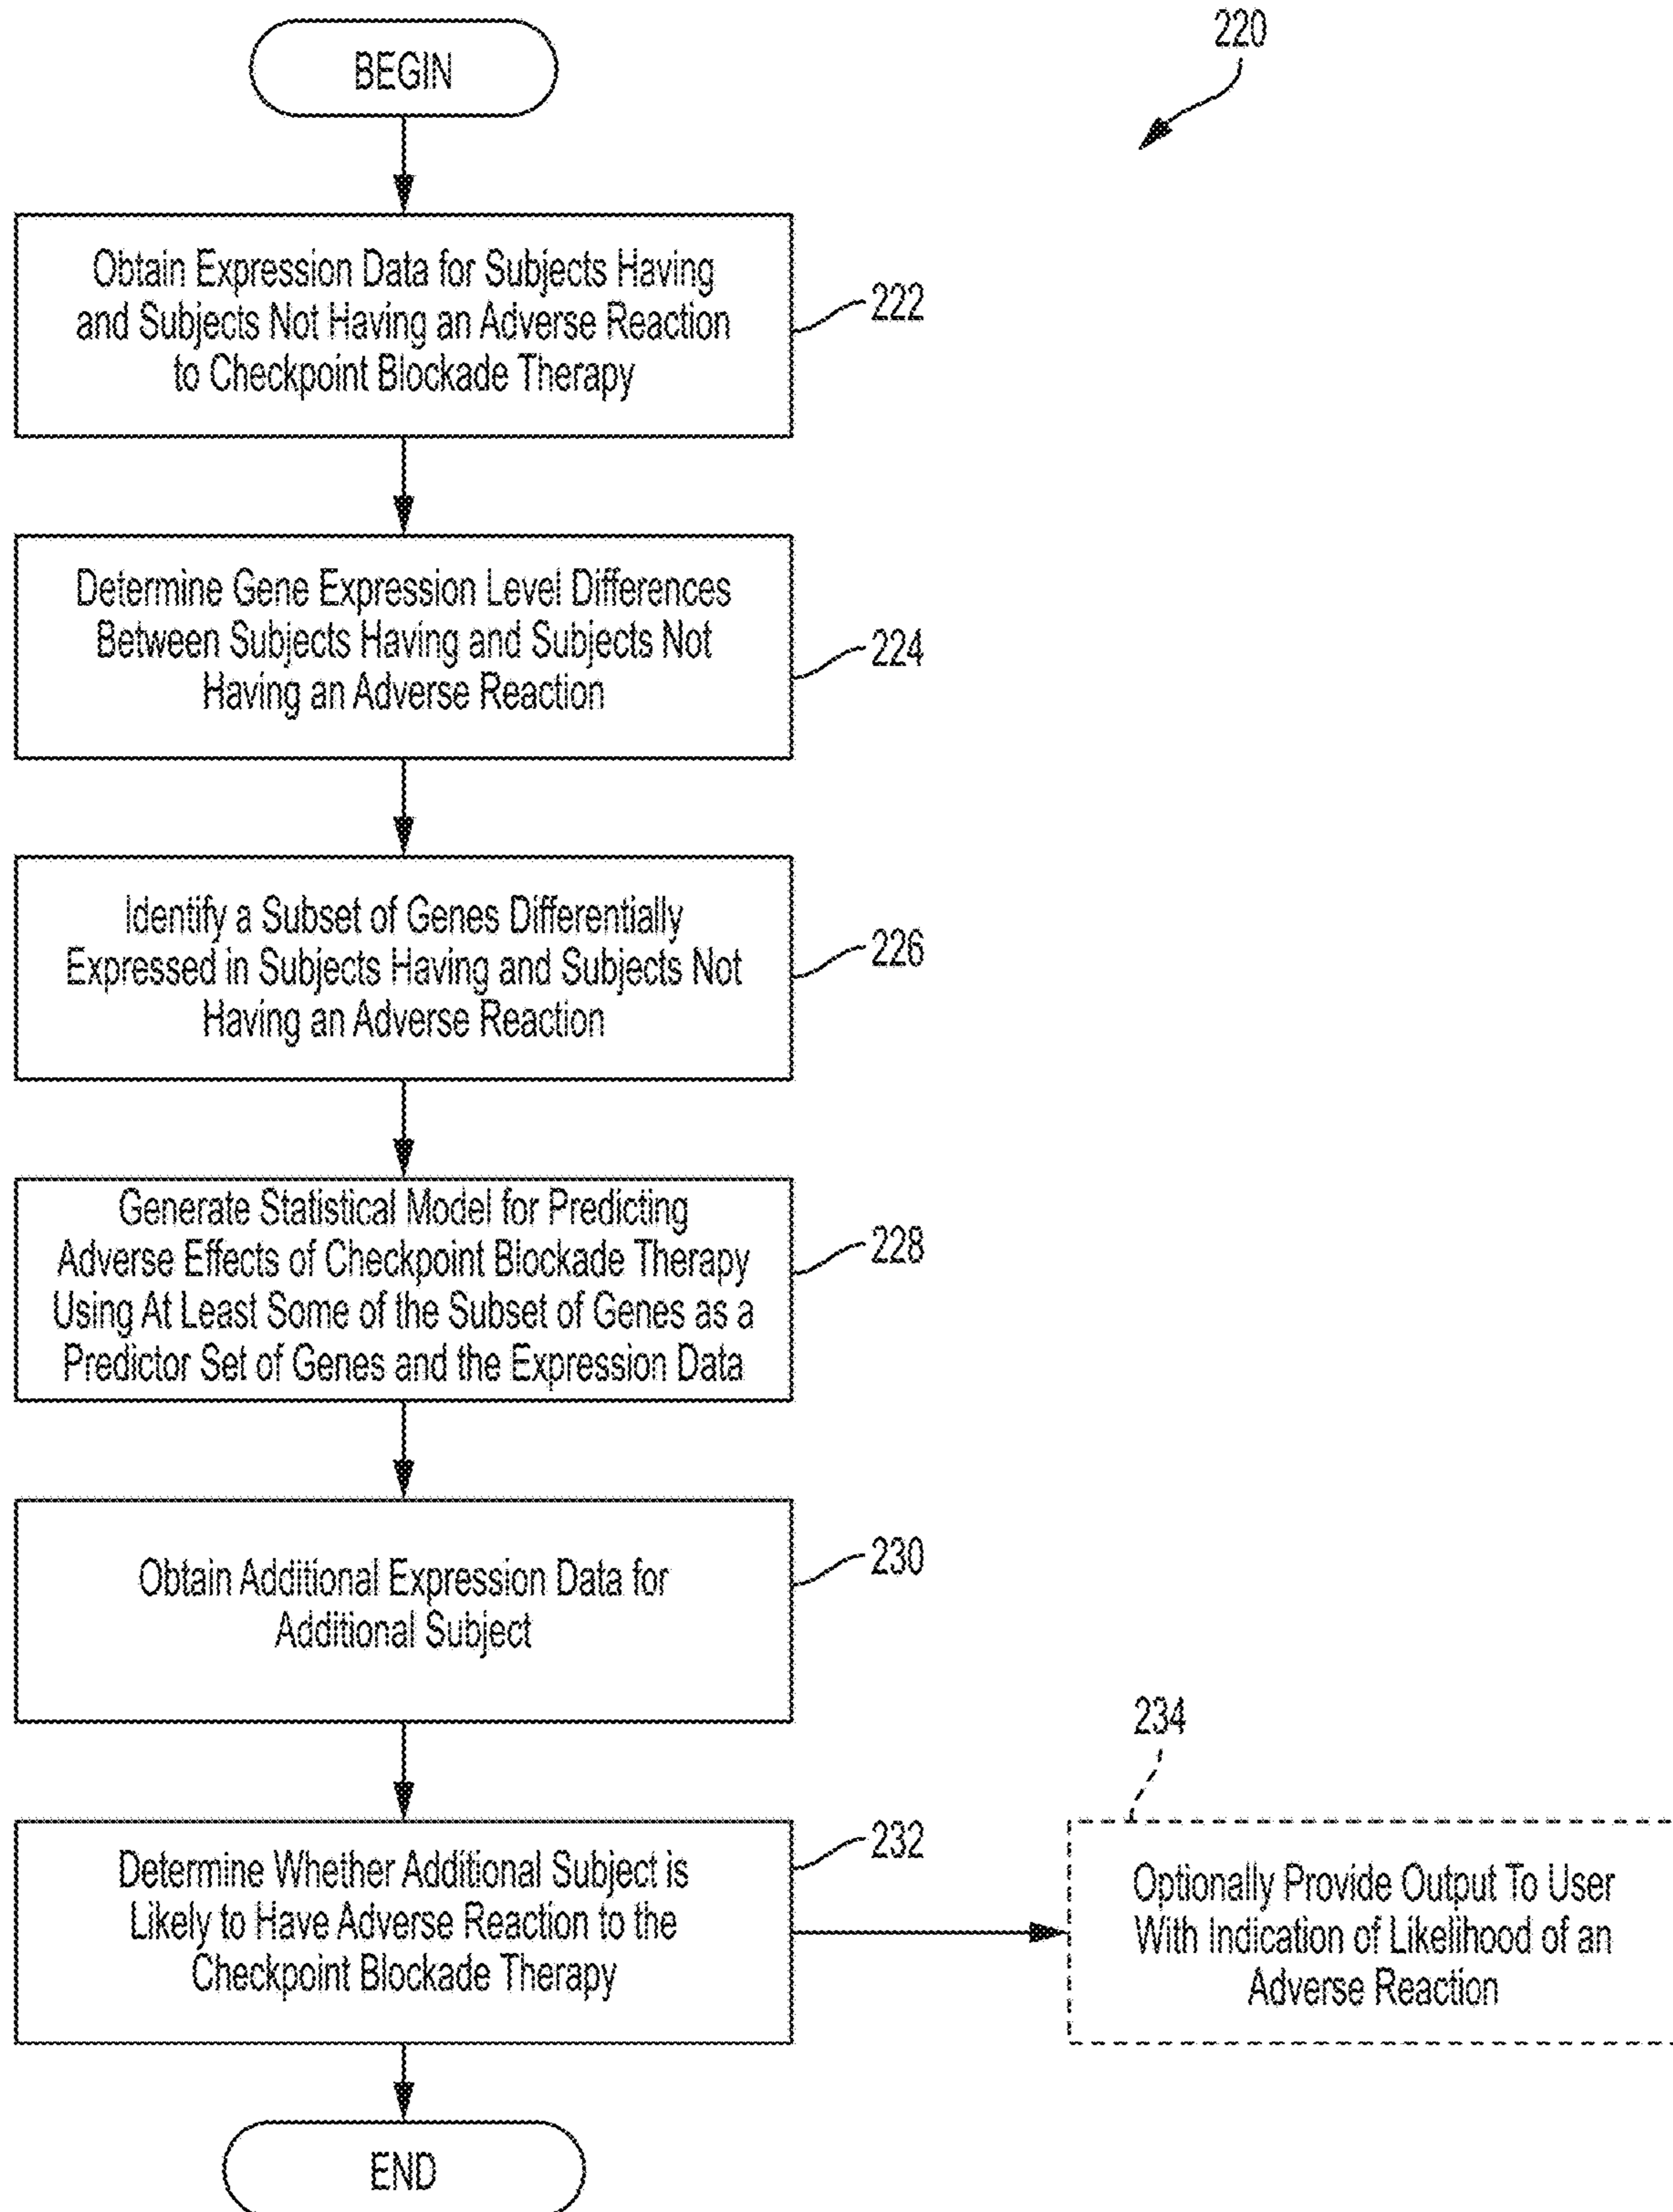 220
BEGIN
Obtain Expression Data for Subjects Having
and Subjects Not Having an Adverse Reaction
to Checkpoint Blockade Therapy
222
Determine Gene Expression Level Differences
Between Subjects Having and Subjects Not
Having an Adverse Reaction
224
Identify a Subset of Genes Differentially
Expressed in Subjects Having and Subjects Not
Having an Adverse Reaction
226
Generate Statistical Model for Predicting
Adverse Effects of Checkpoint Blockade Therapy
Using At Least Some of the Subset of Genes as a
Predictor Set of Genes and the Expression Data
228
Obtain Additional Expression Data for
Additional Subject
230
Determine Whether Additional Subject is
Likely to Have Adverse Reaction to the
Checkpoint Blockade Therapy
232
234
Optionally Provide Output To User
With Indication of Likelihood of an
Adverse Reaction
END